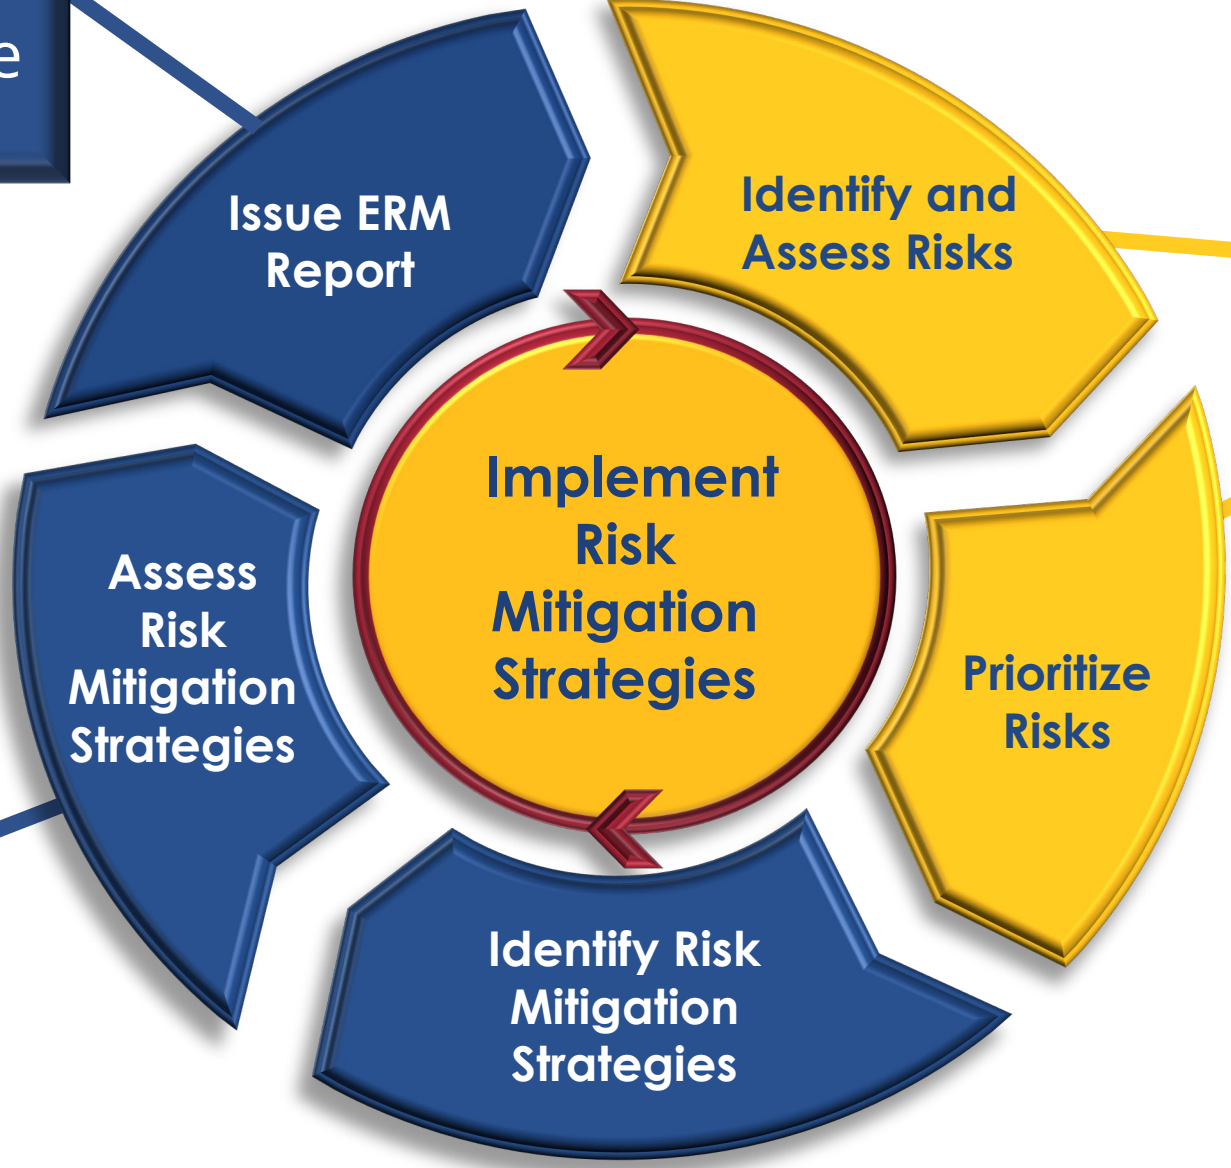 Issue ERM
Report
Identify and
Assess Risks
Prioritize
Risks
Identify Risk
Mitigation
Strategies
Assess
Risk
Mitigation
Strategies
Implement
Risk
Mitigation
Strategies